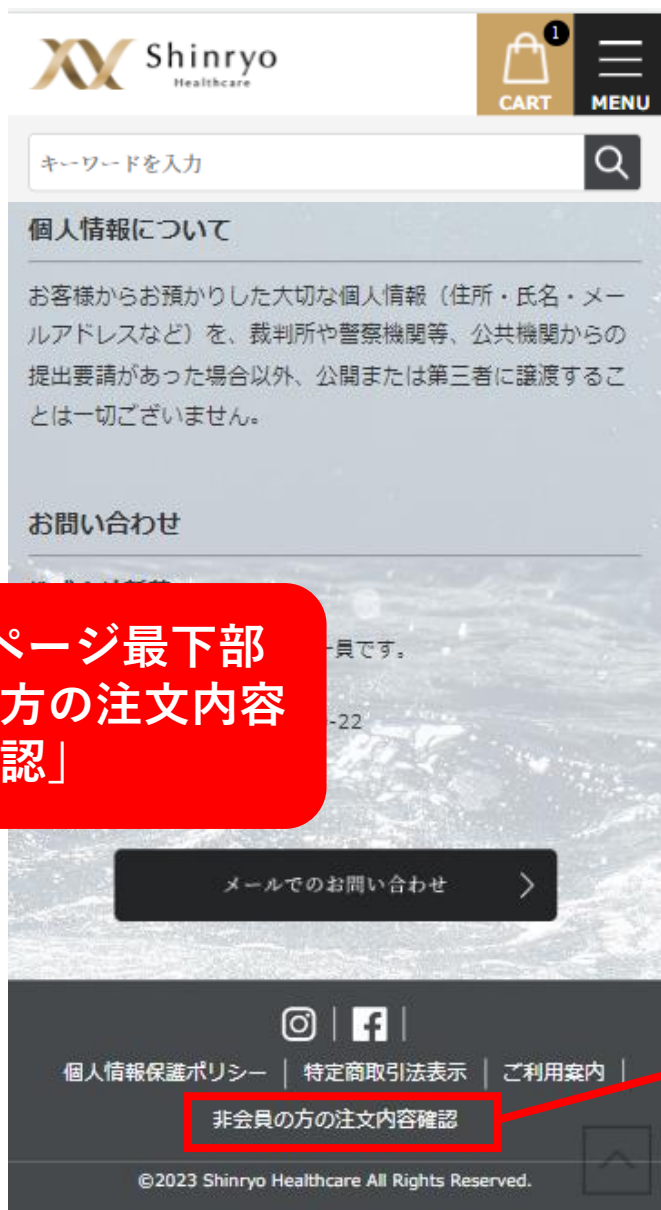 Shinryo
Healthcare
1
CART
MENU
キーワードを入力
個人情報について
お客様からお預かりした大切な個人情報（住所・氏名・メー
ルアドレスなど）を、裁判所や警察機関等、公共機関からの
提出要請があった場合以外、公開または第三者に譲渡するこ
とは一切ございません。
お問い合わせ
ページ最下部
方の注文内容
認」
員です。
-22
メールでのお問い合わせ
個人情報保護ポリシー | 特定商取引法表示 | ご利用案内 |
非会員の方の注文内容確認
©2023 Shinryo Healthcare All Rights Reserved.